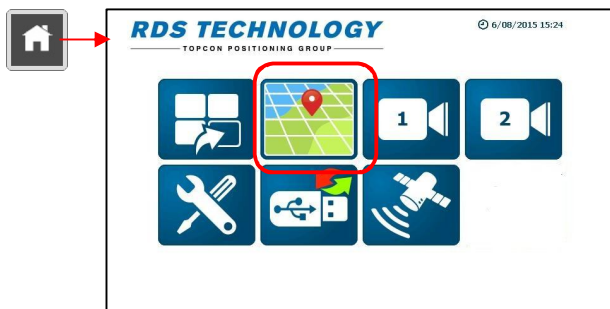 RDS TECHNOLOGY
TOPCON POSITIONING GROUP
6/08/2015 15:24
1
2